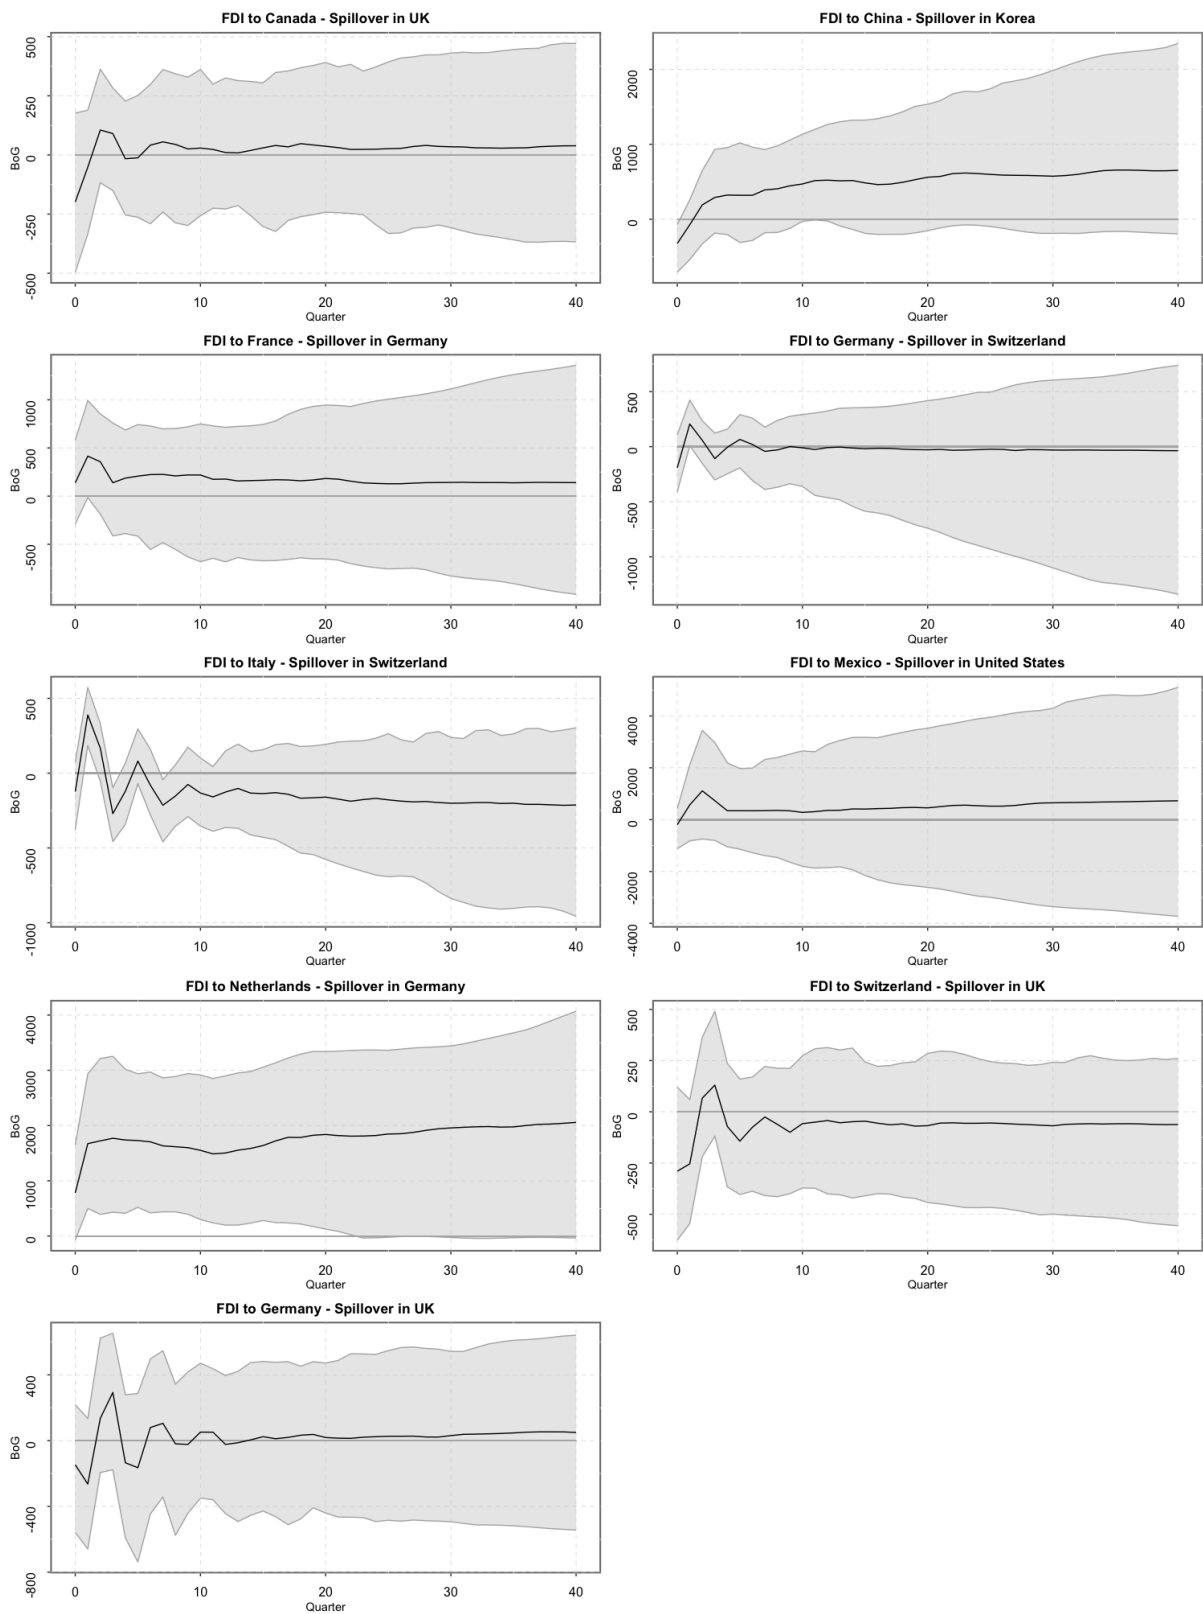 FDI to Canada - Spillover in UK
BoG
500
250
0
-250
-500
0 10 20 30 40
Quarter
FDI to China - Spillover in Korea
BoG
2000
1000
0
0 10 20 30 40
Quarter
FDI to France - Spillover in Germany
BoG
1000
500
0
-500
0 10 20 30 40
Quarter
FDI to Germany - Spillover in Switzerland
BoG
500
0
-500
-1000
0 10 20 30 40
Quarter
FDI to Italy - Spillover in Switzerland
BoG
500
0
-500
-1000
0 10 20 30 40
Quarter
FDI to Mexico - Spillover in United States
BoG
4000
2000
0
-2000
-4000
0 10 20 30 40
Quarter
FDI to Netherlands - Spillover in Germany
BoG
4000
3000
2000
1000
0
0 10 20 30 40
Quarter
FDI to Switzerland - Spillover in UK
BoG
500
250
0
-250
-500
0 10 20 30 40
Quarter
FDI to Germany - Spillover in UK
BoG
400
0
-400
-800
0 10 20 30 40
Quarter